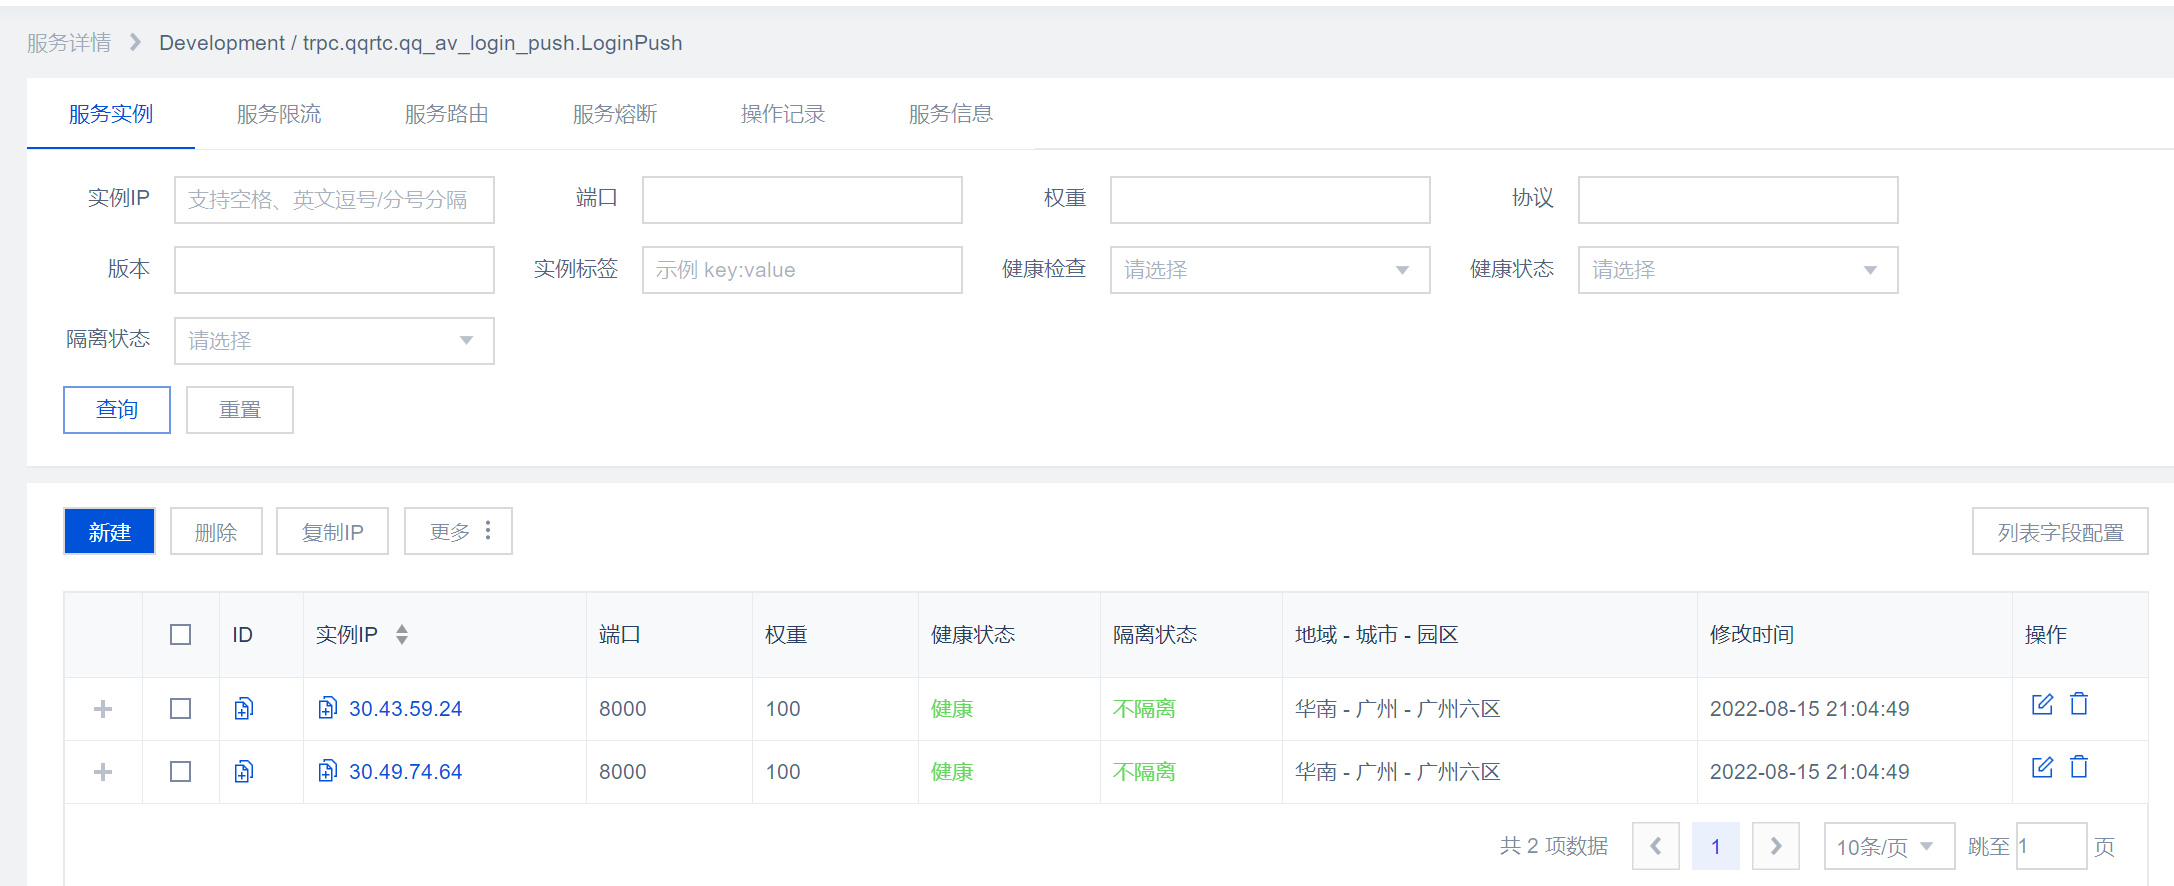 服务详情 Development / trpc.qqrtc.qq_av_login_push.LoginPush
服务实例 服务限流 服务路由 服务熔断 操作记录 服务信息
实例IP 支持空格、英文逗号/分号分隔 端口 权重 协议
版本 实例标签 示例 key:value 健康检查 请选择 健康状态 请选择
隔离状态 请选择
查询 重置
新建 删除 复制IP 更多 列表字段配置
ID 实例IP 端口 权重 健康状态 隔离状态 地域 - 城市 - 园区 修改时间 操作
30.43.59.24 8000 100 健康 不隔离 华南 - 广州 - 广州六区 2022-08-15 21:04:49
30.49.74.64 8000 100 健康 不隔离 华南 - 广州 - 广州六区 2022-08-15 21:04:49
共 2 项数据 1 10条/页 跳至 1 页